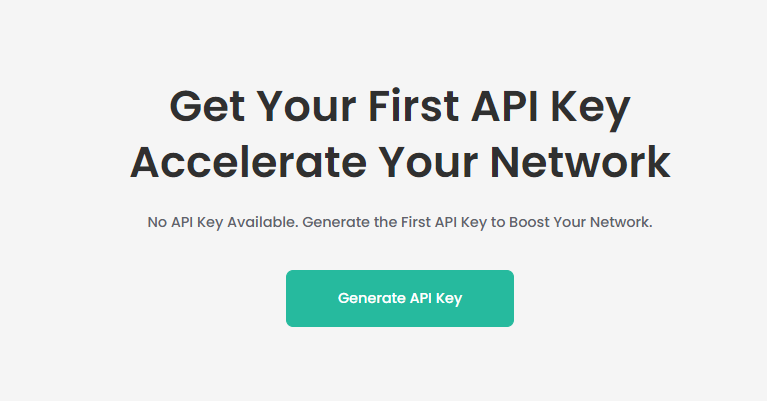 Get Your First API Key
Accelerate Your Network
No API Key Available. Generate the First API Key to Boost Your Network.
Generate API Key